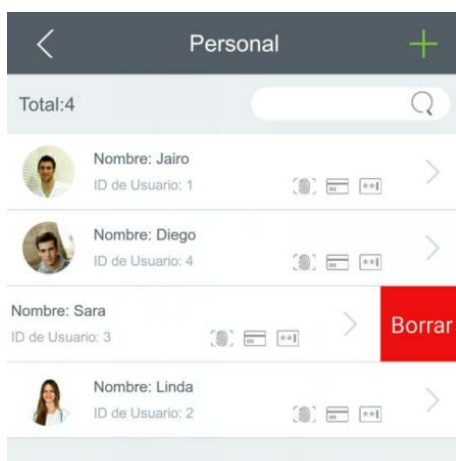 Personal
Total:4
Nombre: Jairo
ID de Usuario: 1
Nombre: Diego
ID de Usuario: 4
Nombre: Sara
ID de Usuario: 3
Borrar
Nombre: Linda
ID de Usuario: 2